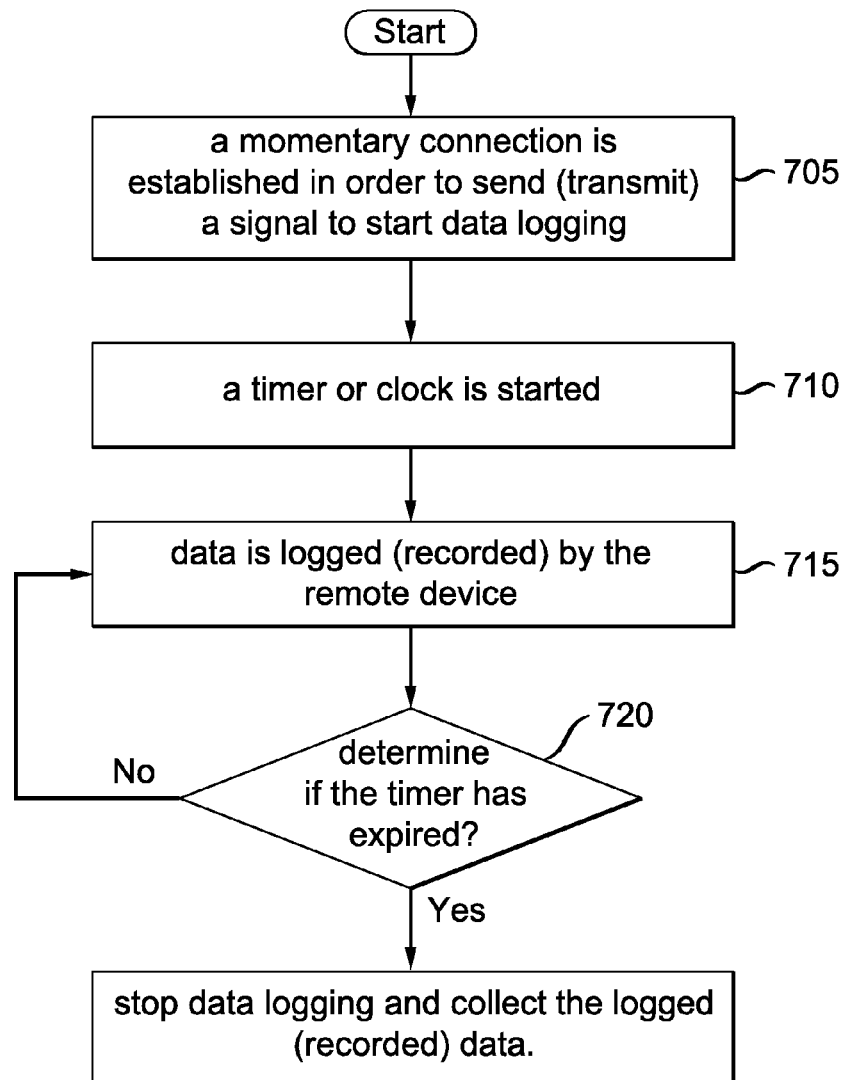 Start
a momentary connection is
established in order to send (transmit)
a signal to start data logging
705
a timer or clock is started
710
data is logged (recorded) by the
remote device
715
720
determine
if the timer has
expired?
No
Yes
stop data logging and collect the logged
(recorded) data.